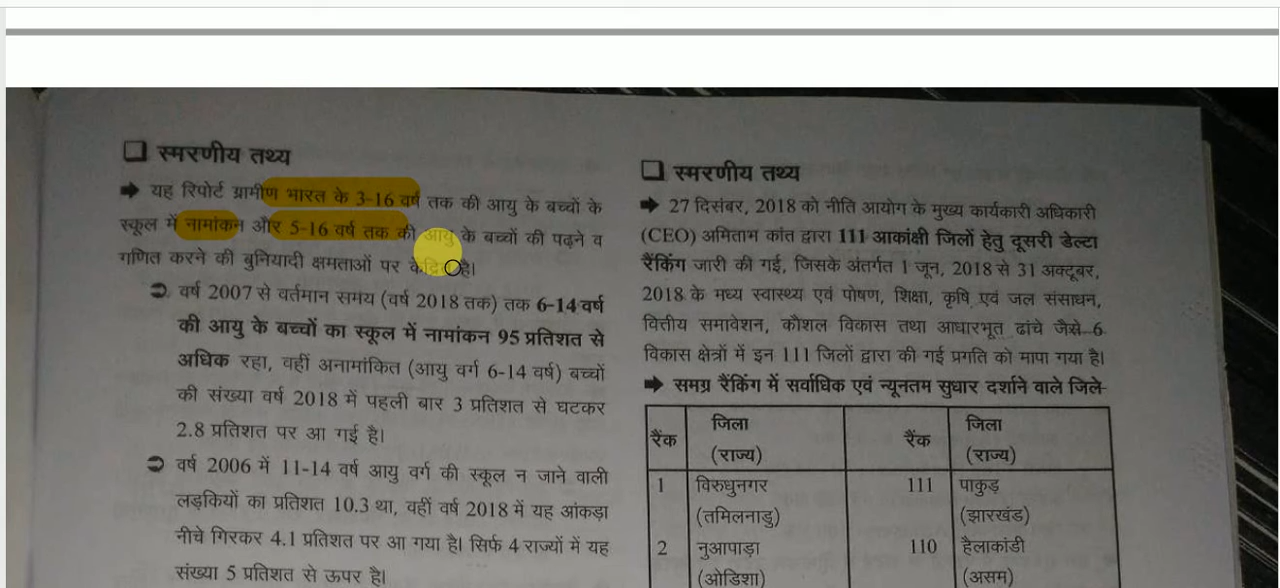 ❑ स्मरणीय तथ्य
➡ यह रिपोर्ट ग्रामीण भारत के 3-16 वर्ष तक की आयु के बच्चों के
स्कूल में नामांकन और 5-16 वर्ष तक की आयु के बच्चों की पढ़ने व
गणित करने की बुनियादी क्षमताओं पर है।
⊃ वर्ष 2007 से वर्तमान समय (वर्ष 2018 तक) तक 6-14 वर्ष
की आयु के बच्चों का स्कूल में नामांकन 95 प्रतिशत से
अधिक रहा, वहीं अनामांकित (आयु वर्ग 6-14 वर्ष) बच्चों
की संख्या वर्ष 2018 में पहली बार 3 प्रतिशत से घटकर
2.8 प्रतिशत पर आ गई है।
⊃ वर्ष 2006 में 11-14 वर्ष आयु वर्ग की स्कूल न जाने वाली
लड़कियों का प्रतिशत 10.3 था, वहीं वर्ष 2018 में यह आंकड़ा
नीचे गिरकर 4.1 प्रतिशत पर आ गया है। सिर्फ 4 राज्यों में यह
संख्या 5 प्रतिशत से ऊपर है।
❑ स्मरणीय तथ्य
➡ 27 दिसंबर, 2018 को नीति आयोग के मुख्य कार्यकारी अधिकारी
(CEO) अमिताभ कांत द्वारा 111 आकांक्षी जिलों हेतु दूसरी डेल्टा
रैंकिंग जारी की गई, जिसके अंतर्गत 1 जून, 2018 से 31 अक्टूबर,
2018 के मध्य स्वास्थ्य एवं पोषण, शिक्षा, कृषि एवं जल संसाधन,
वित्तीय समावेशन, कौशल विकास तथा आधारभूत ढांचे जैसे 6
विकास क्षेत्रों में इन 111 जिलों द्वारा की गई प्रगति को मापा गया है।
➡ समग्र रैंकिंग में सर्वाधिक एवं न्यूनतम सुधार दर्शाने वाले जिले-
रैंक जिला (राज्य) रैंक जिला (राज्य)
1 विरुधुनगर 111 पाकुड़
(तमिलनाडु) (झारखंड)
2 नुआपाड़ा 110 हैलाकांडी
(ओडिशा) (असम)